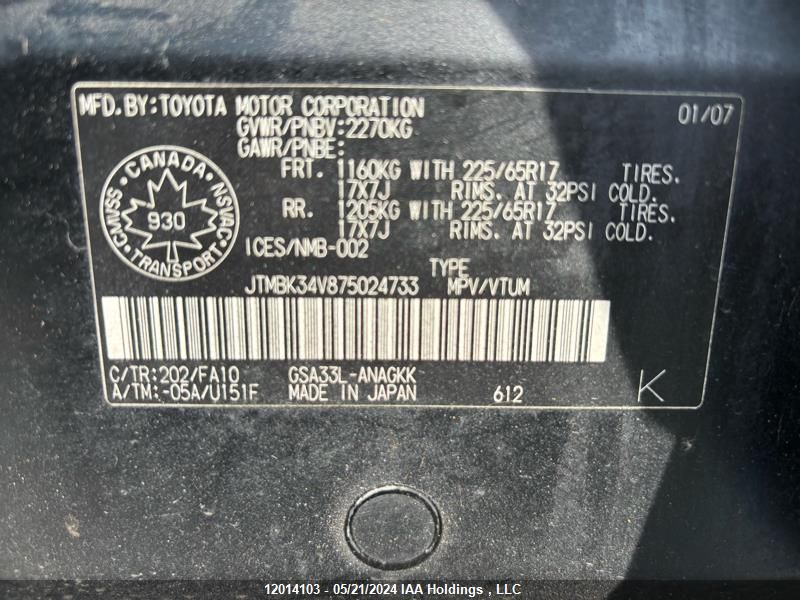 MFD. BY: TOYOTA MOTOR CORPORATION 01/07
GVWR/PNBV: 2270KG
GAWR/PNBE:
FRT. 1160KG WITH 225/65R17 TIRES.
17X7J RIMS. AT 32PSI COLD.
RR. 1205KG WITH 225/65R17 TIRES.
17X7J RIMS. AT 32PSI COLD.
CANADA
CMVSS 930 NSVAC
TRANSPORT
ICES/NMB-002
TYPE
JTMBK34V875024733 MPV/VTUM
C/TR: 202/FA10 GSA33L-ANAGKK
A/TM: -05A/U151F MADE IN JAPAN 612 K
12014103 - 05/21/2024 IAA Holdings , LLC